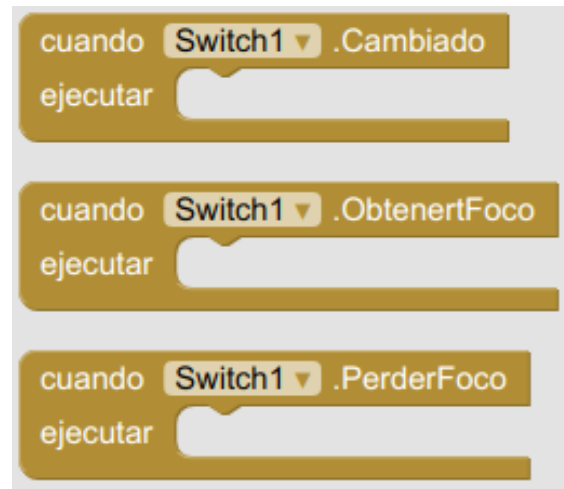 cuando Switch1 .Cambiado
ejecutar
cuando Switch1 .ObtenertFoco
ejecutar
cuando Switch1 .PerderFoco
ejecutar